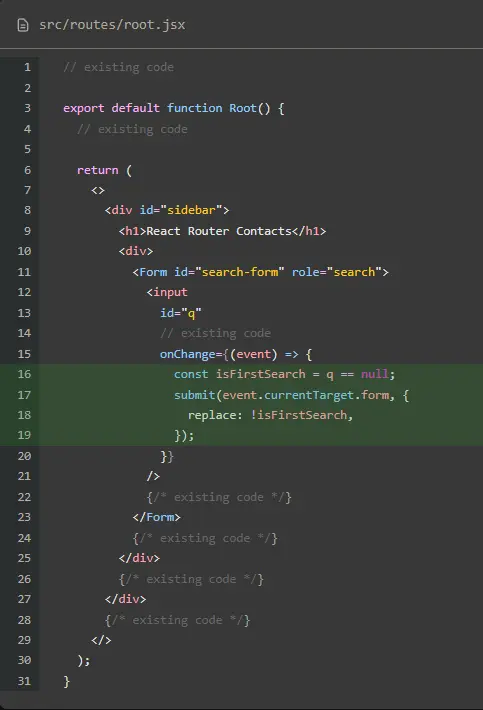 src/routes/root.jsx
1 // existing code
2
3 export default function Root() {
4   // existing code
5
6   return (
7     <>
8       <div id="sidebar">
9         <h1>React Router Contacts</h1>
10         <div>
11           <Form id="search-form" role="search">
12             <input
13               id="q"
14               // existing code
15               onChange={(event) => {
16                 const isFirstSearch = q == null;
17                 submit(event.currentTarget.form, {
18                   replace: !isFirstSearch,
19                 });
20               }}
21             />
22             {/* existing code */}
23           </Form>
24           {/* existing code */}
25         </div>
26         {/* existing code */}
27       </div>
28       {/* existing code */}
29     </>
30   );
31 }